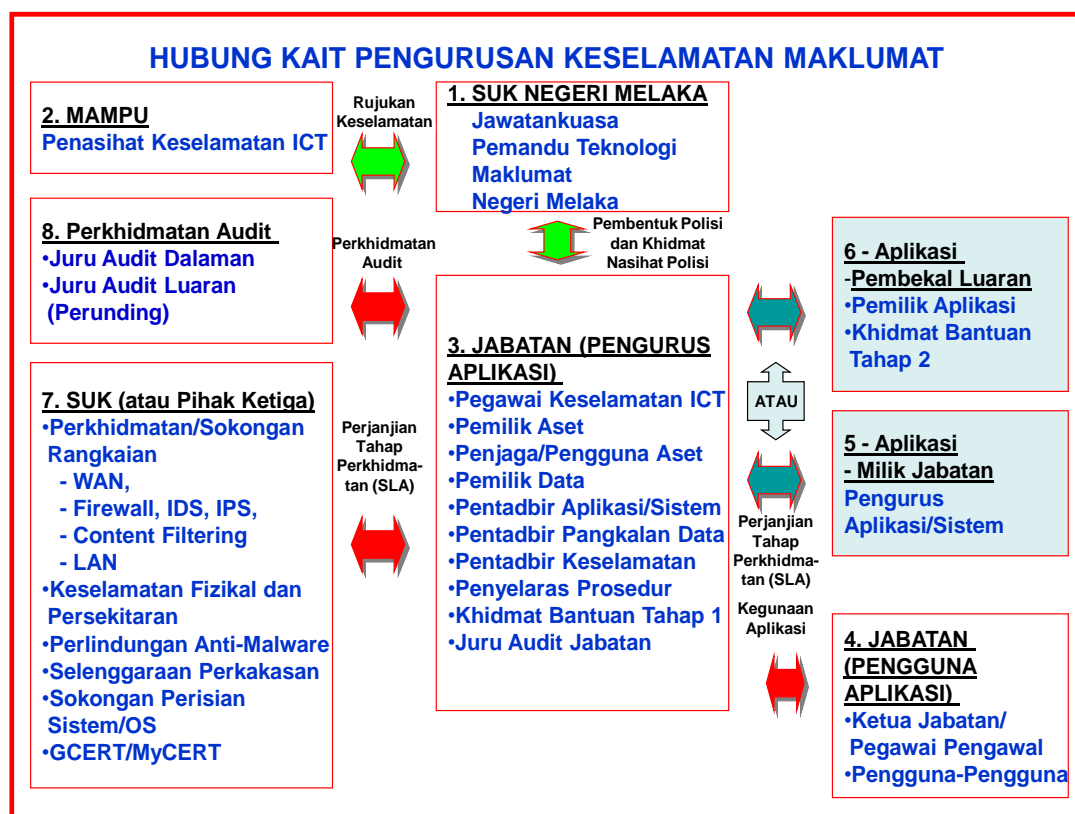 HUBUNG KAIT PENGURUSAN KESELAMATAN MAKLUMAT
2. MAMPU
Penasihat Keselamatan ICT
Rujukan
Keselamatan
1. SUK NEGERI MELAKA
Jawatankuasa
Pemandu Teknologi
Maklumat
Negeri Melaka
8. Perkhidmatan Audit
•Juru Audit Dalaman
•Juru Audit Luaran
(Perunding)
Perkhidmatan
Audit
Pembentuk Polisi
dan Khidmat
Nasihat Polisi
6 - Aplikasi
-Pembekal Luaran
•Pemilik Aplikasi
•Khidmat Bantuan
Tahap 2
3. JABATAN (PENGURUS
APLIKASI)
•Pegawai Keselamatan ICT
•Pemilik Aset
•Penjaga/Pengguna Aset
•Pemilik Data
•Pentadbir Aplikasi/Sistem
•Pentadbir Pangkalan Data
•Pentadbir Keselamatan
•Penyelaras Prosedur
•Khidmat Bantuan Tahap 1
•Juru Audit Jabatan
ATAU
7. SUK (atau Pihak Ketiga)
•Perkhidmatan/Sokongan
Rangkaian
- WAN,
- Firewall, IDS, IPS,
- Content Filtering
- LAN
•Keselamatan Fizikal dan
Persekitaran
•Perlindungan Anti-Malware
•Selenggaraan Perkakasan
•Sokongan Perisian
Sistem/OS
•GCERT/MyCERT
Perjanjian
Tahap
Perkhidma-
tan (SLA)
5 - Aplikasi
- Milik Jabatan
Pengurus
Aplikasi/Sistem
Perjanjian
Tahap
Perkhidma-
tan (SLA)
Kegunaan
Aplikasi
4. JABATAN
(PENGGUNA
APLIKASI)
•Ketua Jabatan/
Pegawai Pengawal
•Pengguna-Pengguna